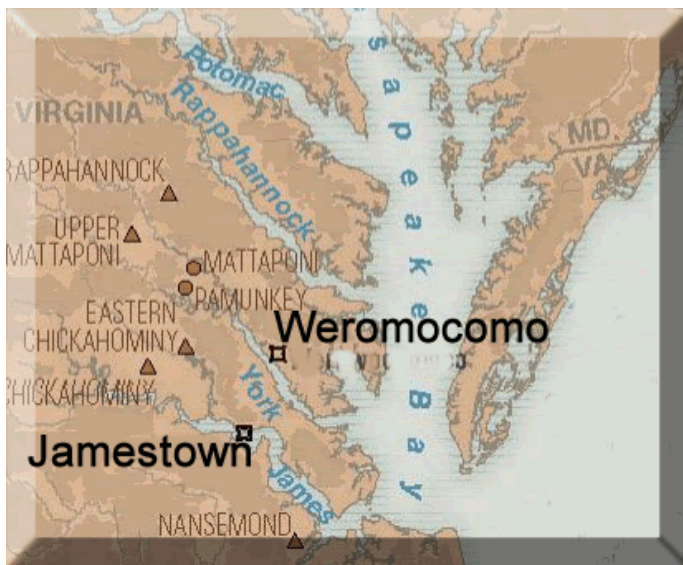 Potomac
sapeake Bay
Rappahannock
VIRGINIA
MD.
VA
RAPPAHANNOCK
UPPER
MATTAPONI
MATTAPONI
PAMUNKEY
EASTERN
CHICKAHOMINY
Weromocomo
CHICKAHOMINY
York
Jamestown
James
NANSEMOND